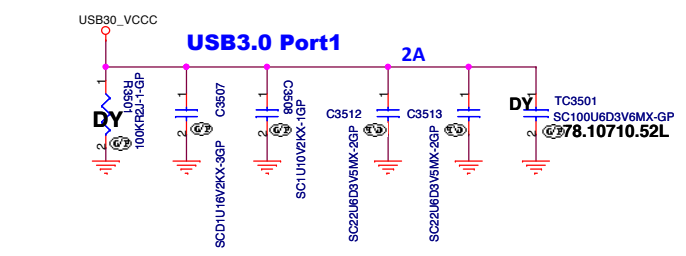 USB30_VCCC
USB3.0 Port1
2A
1
R3501
100KR2J-1-GP
DY
2
1
C3507
SCD1U16V2KX-3GP
2
1
C3508
SC1U10V2KX-1GP
2
1
C3512
SC22U6D3V5MX-2GP
2
1
C3513
SC22U6D3V5MX-2GP
2
1
DY
TC3501
SC100U6D3V6MX-GP
2
78.10710.52L